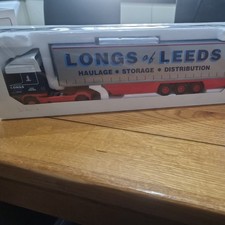 LONGS of LEEDS
HAULAGE • STORAGE • DISTRIBUTION